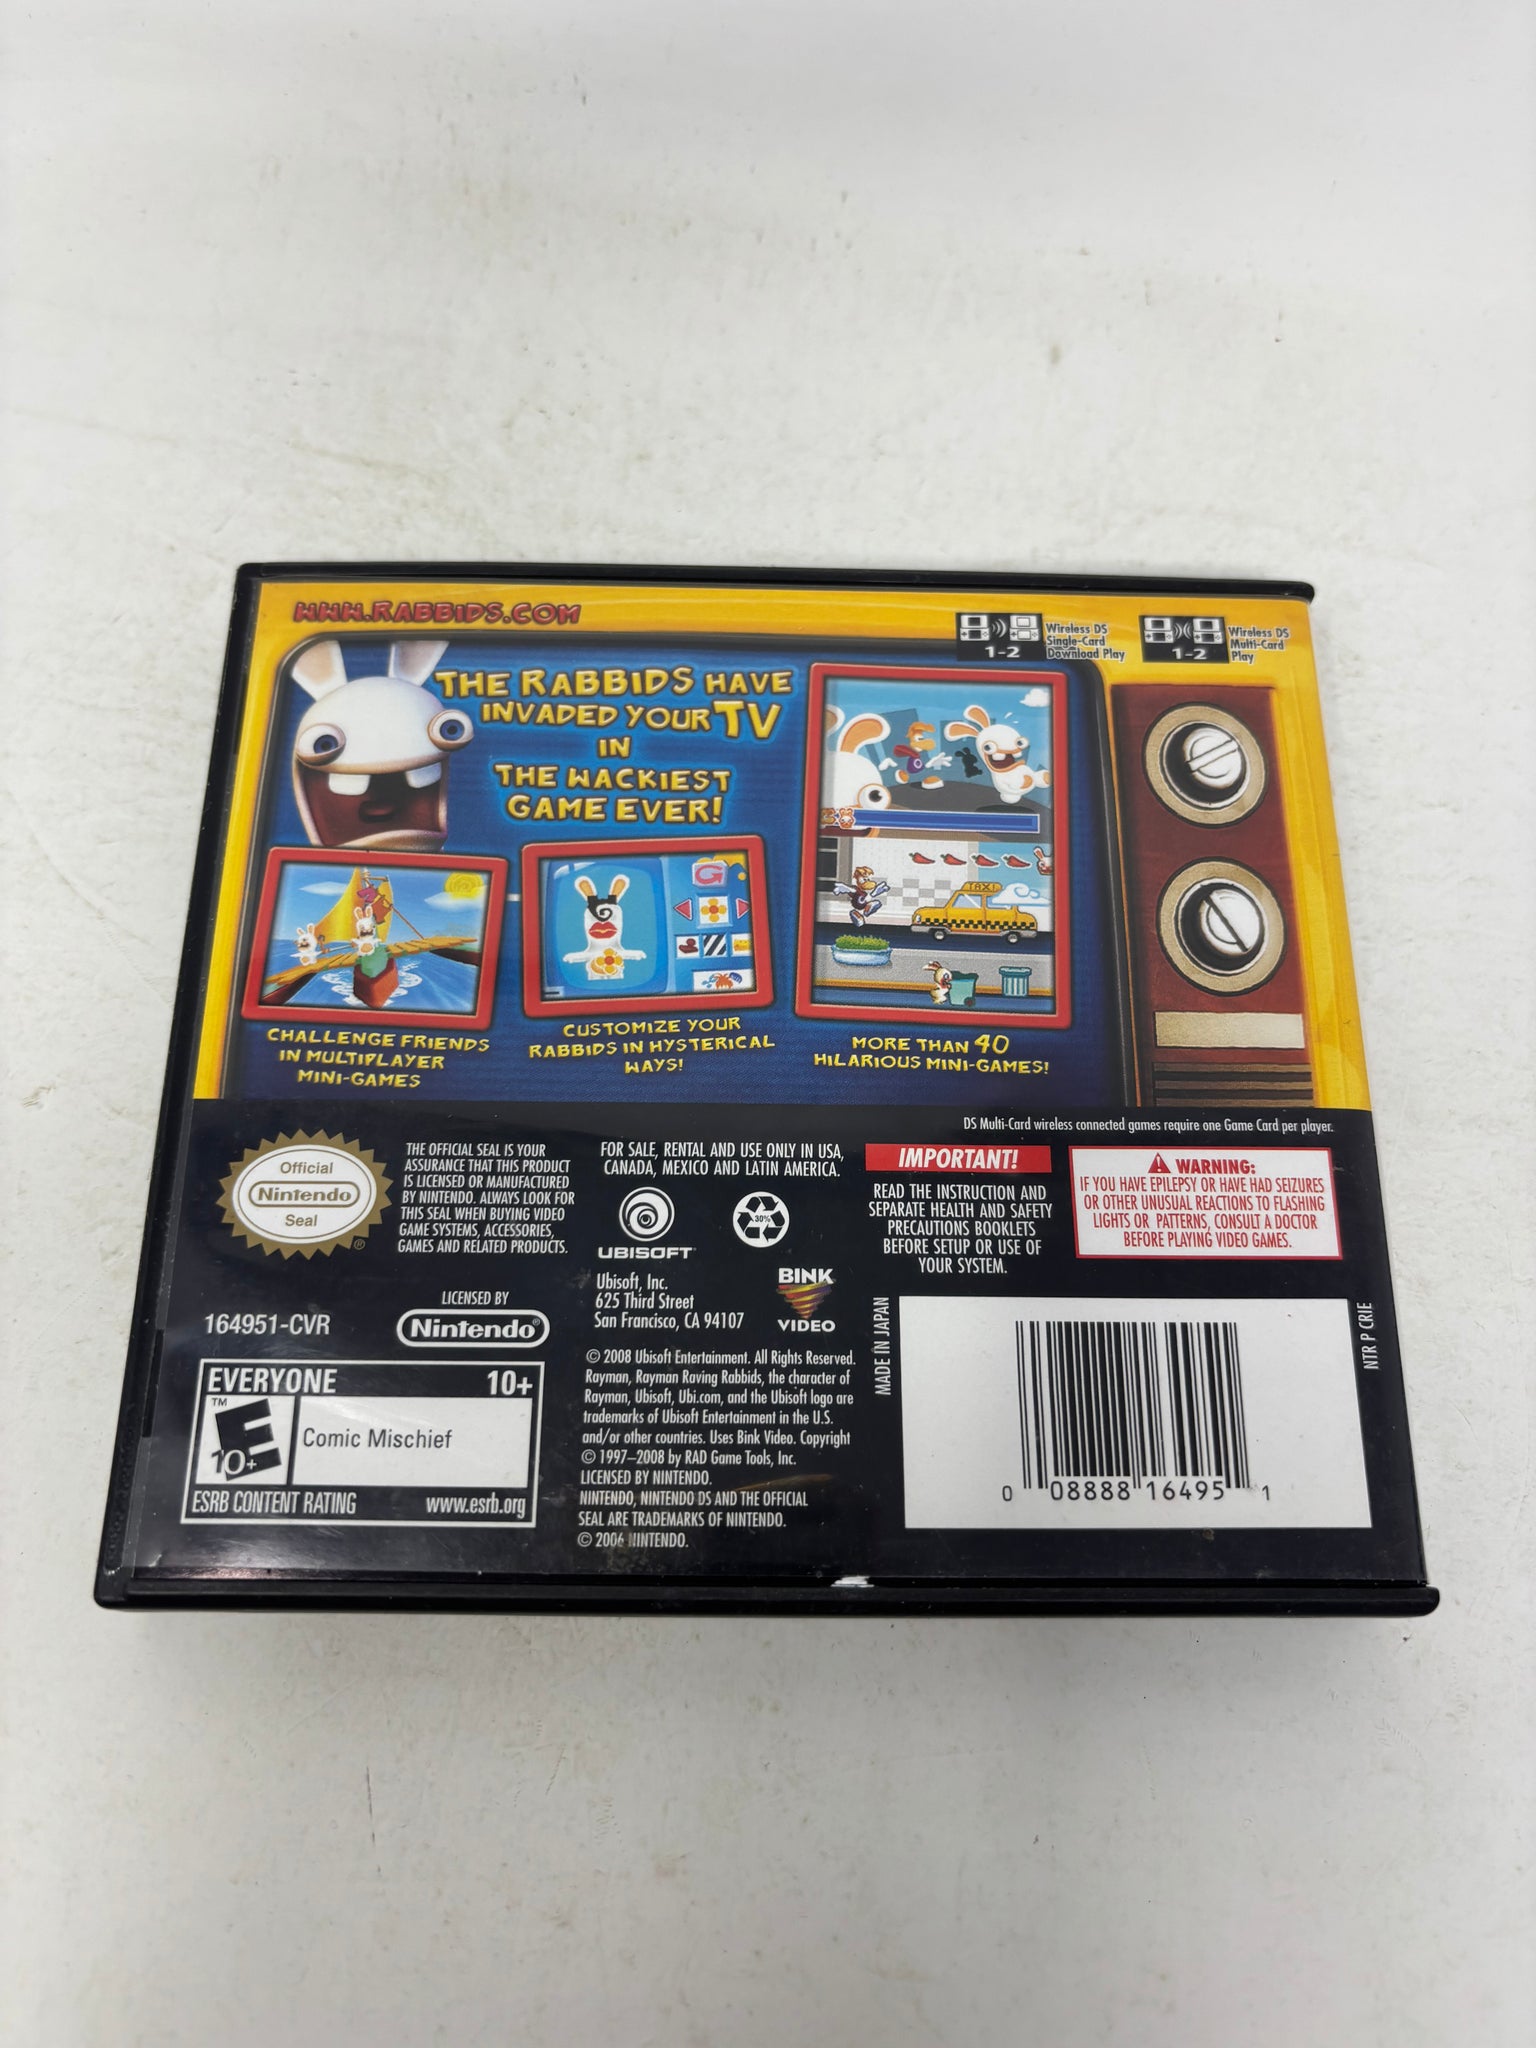 WWW.RABBIDS.COM
Wireless DS
Single-Card
Download Play
1-2
Wireless DS
Multi-Card
Play
1-2
THE RABBIDS HAVE
INVADED YOUR TV
IN
THE WACKIEST
GAME EVER!
TAXI
CHALLENGE FRIENDS
IN MULTIPLAYER
MINI-GAMES
CUSTOMIZE YOUR
RABBIDS IN HYSTERICAL
WAYS!
MORE THAN 40
HILARIOUS MINI-GAMES!
DS Multi-Card wireless connected games require one Game Card per player.
Official
Nintendo
Seal
®
THE OFFICIAL SEAL IS YOUR
ASSURANCE THAT THIS PRODUCT
IS LICENSED OR MANUFACTURED
BY NINTENDO. ALWAYS LOOK FOR
THIS SEAL WHEN BUYING VIDEO
GAME SYSTEMS, ACCESSORIES,
GAMES AND RELATED PRODUCTS.
LICENSED BY
Nintendo®
164951-CVR
EVERYONE 10+
TM
E
10+
Comic Mischief
ESRB CONTENT RATING www.esrb.org
FOR SALE, RENTAL AND USE ONLY IN USA,
CANADA, MEXICO AND LATIN AMERICA.
UBISOFT
30%
Ubisoft, Inc.
625 Third Street
San Francisco, CA 94107
BINK
VIDEO
© 2008 Ubisoft Entertainment. All Rights Reserved.
Rayman, Rayman Raving Rabbids, the character of
Rayman, Ubisoft, Ubi.com, and the Ubisoft logo are
trademarks of Ubisoft Entertainment in the U.S.
and/or other countries. Uses Bink Video. Copyright
© 1997–2008 by RAD Game Tools, Inc.
LICENSED BY NINTENDO.
NINTENDO, NINTENDO DS AND THE OFFICIAL
SEAL ARE TRADEMARKS OF NINTENDO.
© 2006 NINTENDO.
IMPORTANT!
READ THE INSTRUCTION AND
SEPARATE HEALTH AND SAFETY
PRECAUTIONS BOOKLETS
BEFORE SETUP OR USE OF
YOUR SYSTEM.
WARNING:
IF YOU HAVE EPILEPSY OR HAVE HAD SEIZURES
OR OTHER UNUSUAL REACTIONS TO FLASHING
LIGHTS OR PATTERNS, CONSULT A DOCTOR
BEFORE PLAYING VIDEO GAMES.
MADE IN JAPAN
NTR P CRIE
0 08888 16495 1